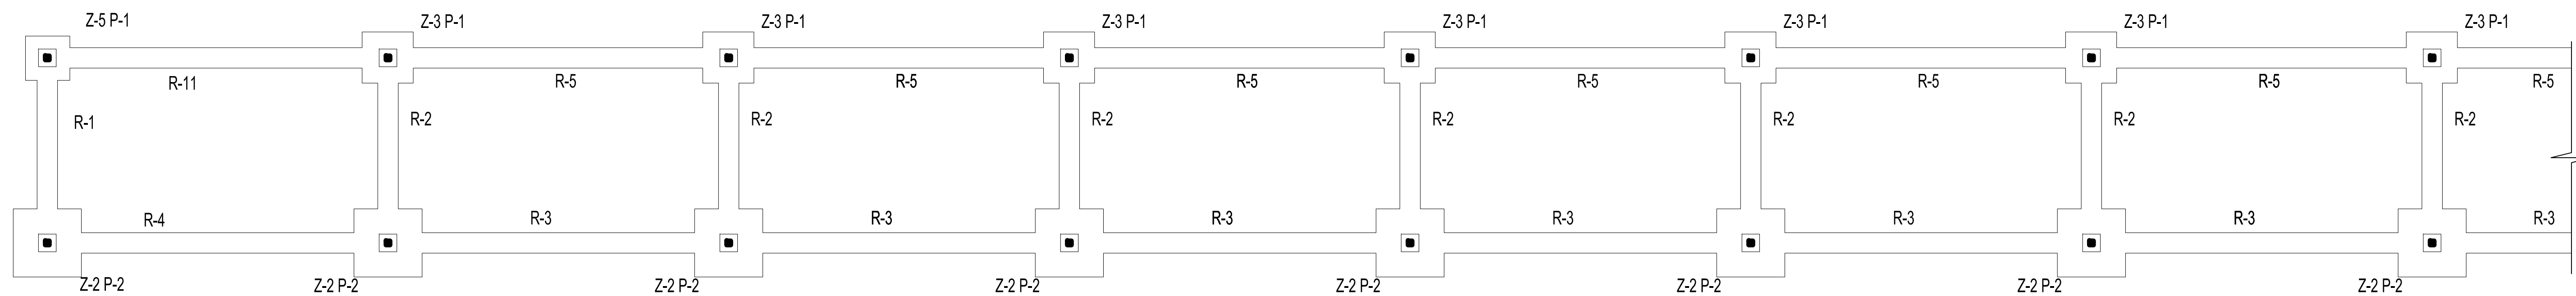 Z-5 P-1 Z-3 P-1 Z-3 P-1 Z-3 P-1 Z-3 P-1 Z-3 P-1 Z-3 P-1 Z-3 P-1
R-11 R-5 R-5 R-5 R-5 R-5 R-5 R-5
R-1 R-2 R-2 R-2 R-2 R-2 R-2 R-2
R-4 R-3 R-3 R-3 R-3 R-3 R-3 R-3
Z-2 P-2 Z-2 P-2 Z-2 P-2 Z-2 P-2 Z-2 P-2 Z-2 P-2 Z-2 P-2 Z-2 P-2